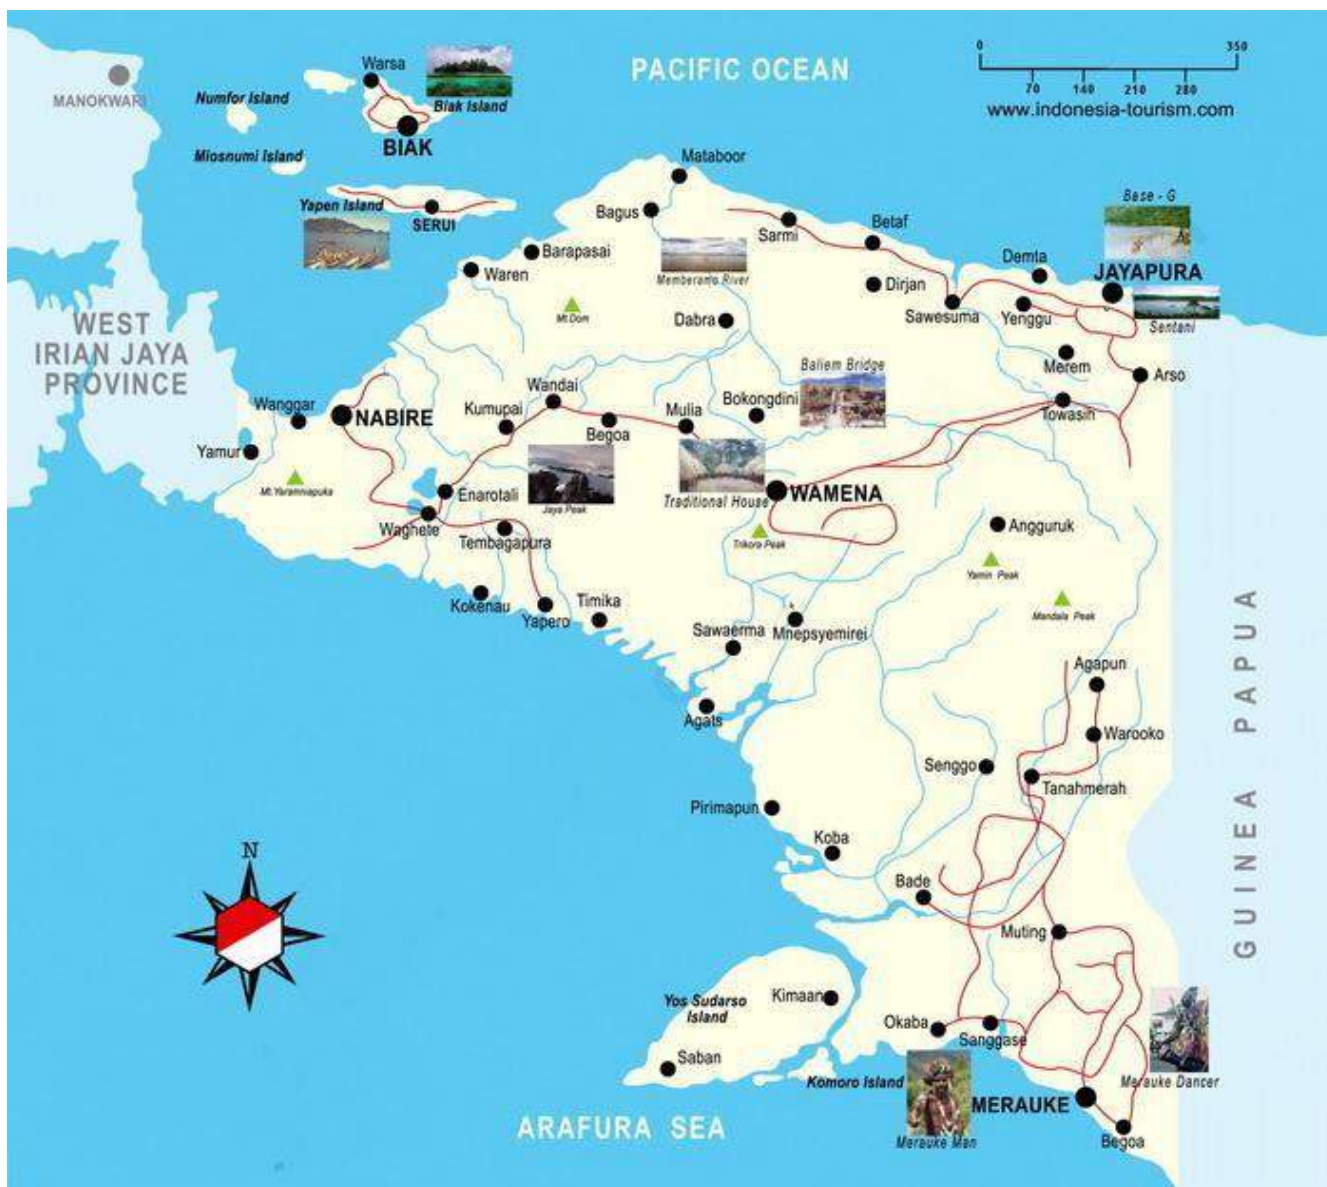 PACIFIC OCEAN
0 350
70 140 210 280
www.indonesia-tourism.com
MANOKWARI
Warsa
Numfor Island
Biak Island
BIAK
Miosnumi Island
Yapen Island
SERUI
Mataboor
Bagus
Sarmi
Betaf
Base - G
Demta
JAYAPURA
Barapasai
Waren
Memberamo River
Dirjan
Sawesuma
Yenggu
Sentani
Mt.Dom
Dabra
WEST
IRIAN JAYA
PROVINCE
Merem
Arso
Baliem Bridge
Wandai
Bokongdini
Towasin
Wanggar
NABIRE
Kumupai
Begoa
Mulia
Yamur
Mt.Yaramniapuka
Enarotali
Jaya Peak
Traditional House
WAMENA
Waghete
Tembagapura
Trikora Peak
Angguruk
Yamin Peak
Mandala Peak
Kokenau
Yapero
Timika
Sawaerma
Mnepsyemirei
Agats
Agapun
Warooko
Senggo
Tanahmerah
Pirimapun
Koba
Bade
Muting
GUINEA PAPUA
N
Yos Sudarso
Island
Kimaan
Okaba
Sanggase
Saban
Komoro Island
MERAUKE
Merauke Dancer
Merauke Man
Begoa
ARAFURA SEA